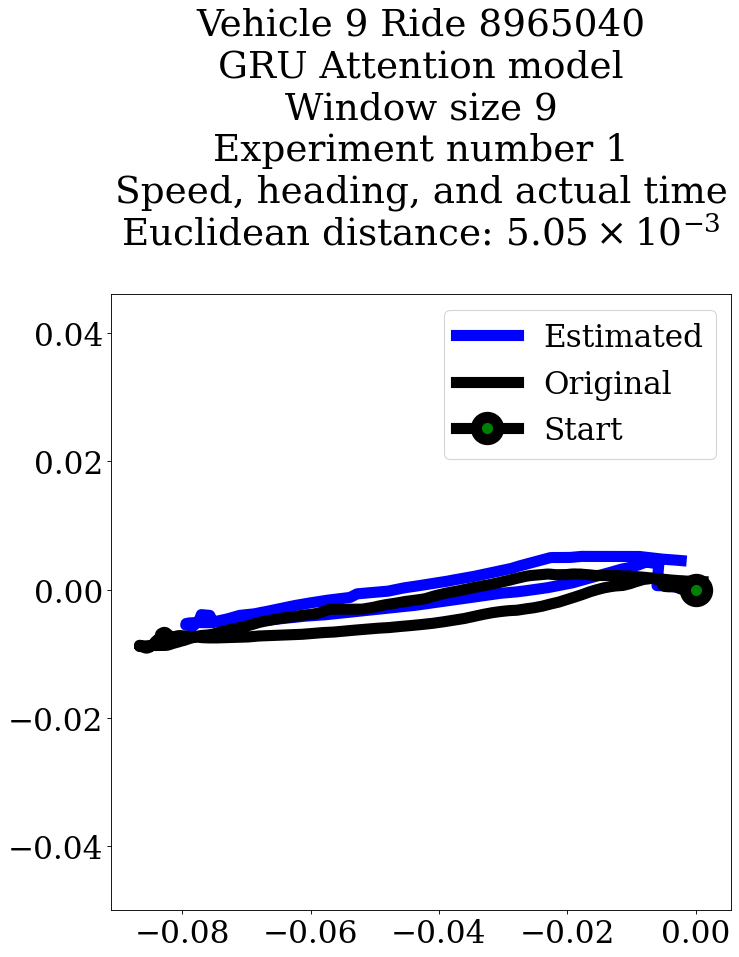 Vehicle 9 Ride 8965040
GRU Attention model
Window size 9
Experiment number 1
Speed, heading, and actual time
Euclidean distance: 5.05 × 10⁻³
Estimated
Original
Start
0.04
0.02
0.00
−0.02
−0.04
−0.08 −0.06 −0.04 −0.02 0.00